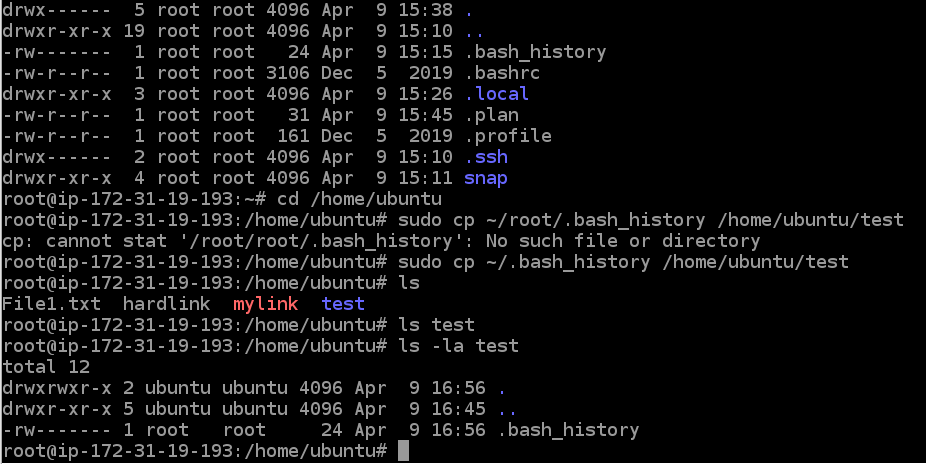 drwx------  5 root root 4096 Apr  9 15:38 .
drwxr-xr-x 19 root root 4096 Apr  9 15:10 ..
-rw-------  1 root root   24 Apr  9 15:15 .bash_history
-rw-r--r--  1 root root 3106 Dec  5  2019 .bashrc
drwxr-xr-x  3 root root 4096 Apr  9 15:26 .local
-rw-r--r--  1 root root   31 Apr  9 15:45 .plan
-rw-r--r--  1 root root  161 Dec  5  2019 .profile
drwx------  2 root root 4096 Apr  9 15:10 .ssh
drwxr-xr-x  4 root root 4096 Apr  9 15:11 snap
root@ip-172-31-19-193:~# cd /home/ubuntu
root@ip-172-31-19-193:/home/ubuntu# sudo cp ~/root/.bash_history /home/ubuntu/test
cp: cannot stat '/root/root/.bash_history': No such file or directory
root@ip-172-31-19-193:/home/ubuntu# sudo cp ~/.bash_history /home/ubuntu/test
root@ip-172-31-19-193:/home/ubuntu# ls
File1.txt  hardlink  mylink  test
root@ip-172-31-19-193:/home/ubuntu# ls test
root@ip-172-31-19-193:/home/ubuntu# ls -la test
total 12
drwxrwxr-x 2 ubuntu ubuntu 4096 Apr  9 16:56 .
drwxr-xr-x 5 ubuntu ubuntu 4096 Apr  9 16:45 ..
-rw------- 1 root   root     24 Apr  9 16:56 .bash_history
root@ip-172-31-19-193:/home/ubuntu#